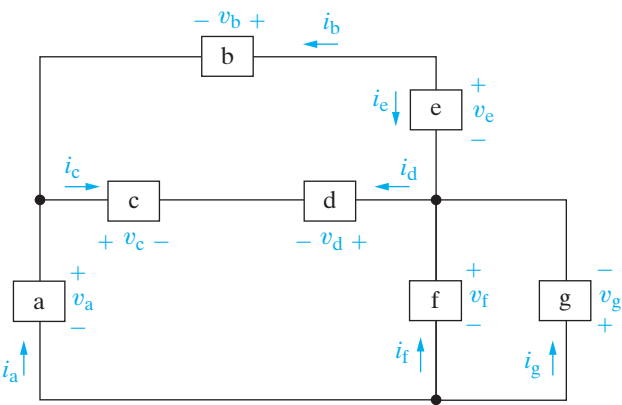 − v_b + i_b
b
i_e e + v_e −
i_c i_d
c d
+ v_c − − v_d +
a + v_a − f + v_f − g − v_g +
i_a i_f i_g